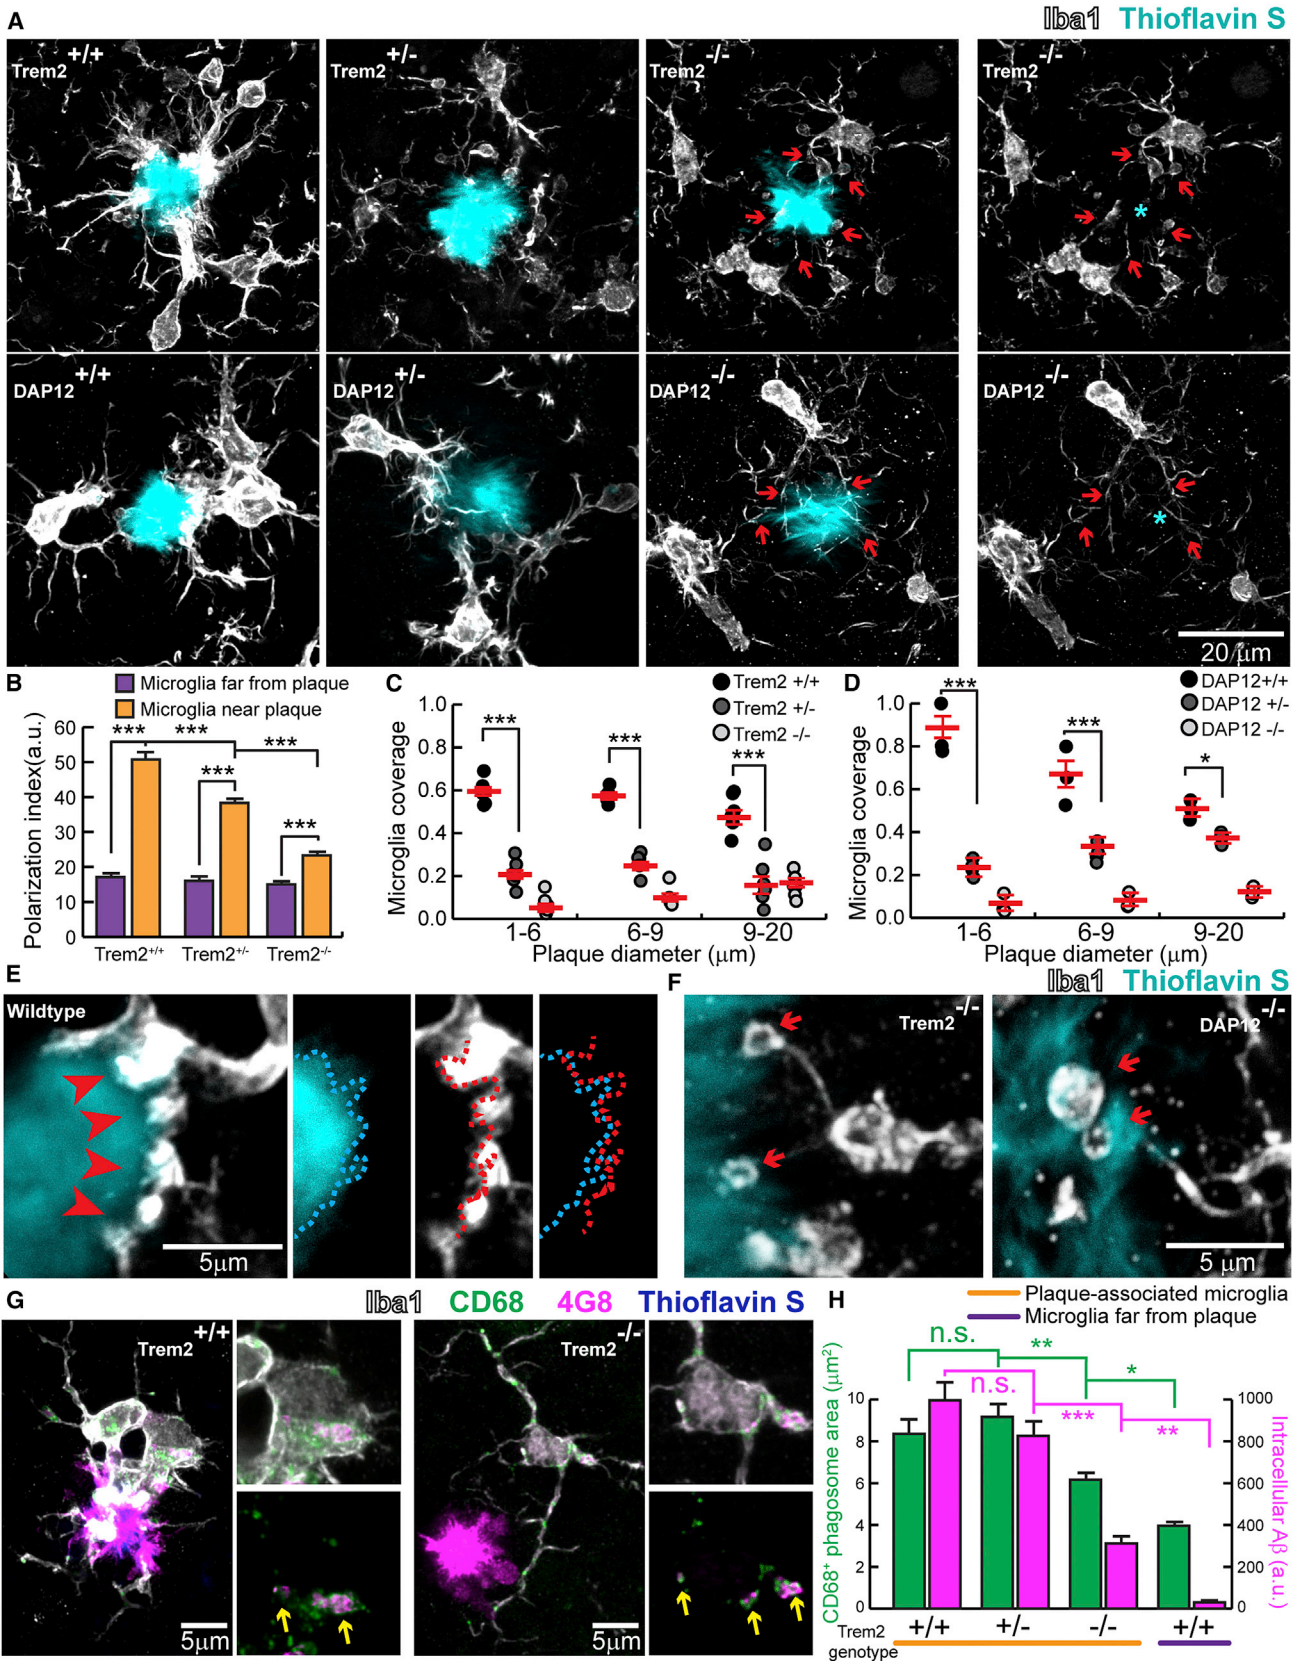 A
Iba1 Thioflavin S
Trem2 +/+
Trem2 +/-
Trem2 -/-
Trem2 -/-
*
DAP12 +/+
DAP12 +/-
DAP12 -/-
DAP12 -/-
*
20 μm
B
Microglia far from plaque
Microglia near plaque
Polarization index(a.u.)
60
50
40
30
20
10
0
*** *** ***
***
***
Trem2+/+ Trem2+/- Trem2-/-
C
Trem2 +/+
Trem2 +/-
Trem2 -/-
Microglia coverage
1.0
0.8
0.6
0.4
0.2
0.0
*** *** ***
1-6 6-9 9-20
Plaque diameter (μm)
D
DAP12+/+
DAP12 +/-
DAP12 -/-
Microglia coverage
1.0
0.8
0.6
0.4
0.2
0.0
*** *** *
1-6 6-9 9-20
Plaque diameter (μm)
E
Wildtype
5μm
F
Iba1 Thioflavin S
Trem2 -/-
DAP12 -/-
5 μm
G
Iba1 CD68 4G8 Thioflavin S
Trem2 +/+
5μm
Trem2 -/-
5μm
H
Plaque-associated microglia
Microglia far from plaque
CD68+ phagosome area (μm2)
10
8
6
4
2
0
n.s. ** *
n.s. *** **
1000
800
600
400
200
0
Intracellular Aβ (a.u.)
Trem2 genotype
+/+ +/- -/- +/+